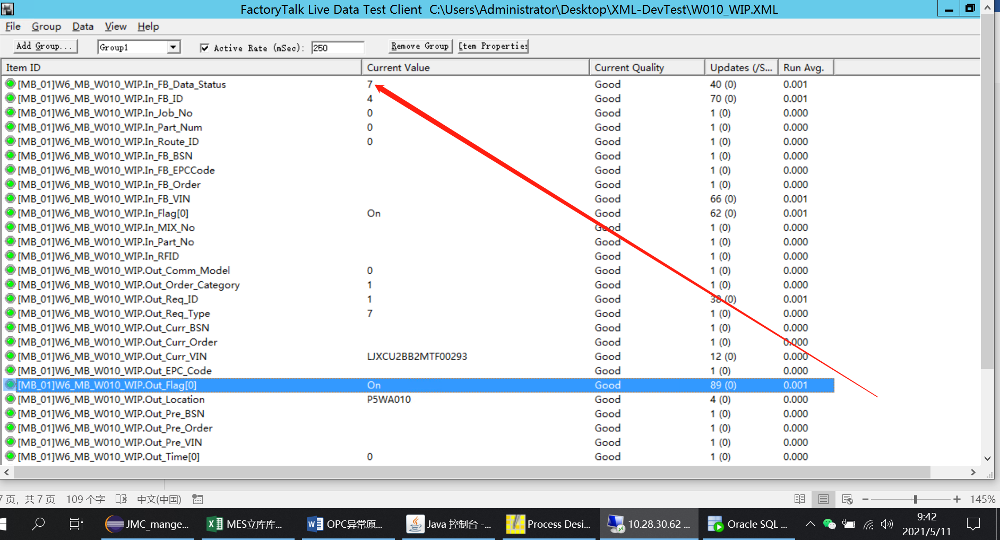 FactoryTalk Live Data Test Client C:\Users\Administrator\Desktop\XML-DevTest\W010_WIP.XML
File Group Data View Help
Add Group... Group1 Active Rate (mSec): 250 Remove Group Item Properties
Item ID Current Value Current Quality Updates (/S... Run Avg.
[MB_01]W6_MB_W010_WIP.In_FB_Data_Status 7 Good 40 (0) 0.001
[MB_01]W6_MB_W010_WIP.In_FB_ID 4 Good 70 (0) 0.001
[MB_01]W6_MB_W010_WIP.In_Job_No 0 Good 1 (0) 0.000
[MB_01]W6_MB_W010_WIP.In_Part_Num 0 Good 1 (0) 0.000
[MB_01]W6_MB_W010_WIP.In_Route_ID 0 Good 1 (0) 0.000
[MB_01]W6_MB_W010_WIP.In_FB_BSN Good 1 (0) 0.000
[MB_01]W6_MB_W010_WIP.In_FB_EPCCode Good 1 (0) 0.000
[MB_01]W6_MB_W010_WIP.In_FB_Order Good 1 (0) 0.000
[MB_01]W6_MB_W010_WIP.In_FB_VIN Good 66 (0) 0.001
[MB_01]W6_MB_W010_WIP.In_Flag[0] On Good 62 (0) 0.001
[MB_01]W6_MB_W010_WIP.In_MIX_No Good 1 (0) 0.000
[MB_01]W6_MB_W010_WIP.In_Part_No Good 1 (0) 0.000
[MB_01]W6_MB_W010_WIP.In_RFID Good 1 (0) 0.000
[MB_01]W6_MB_W010_WIP.Out_Comm_Model 0 Good 1 (0) 0.000
[MB_01]W6_MB_W010_WIP.Out_Order_Category 1 Good 1 (0) 0.000
[MB_01]W6_MB_W010_WIP.Out_Req_ID 1 Good 38 (0) 0.001
[MB_01]W6_MB_W010_WIP.Out_Req_Type 7 Good 1 (0) 0.000
[MB_01]W6_MB_W010_WIP.Out_Curr_BSN Good 1 (0) 0.000
[MB_01]W6_MB_W010_WIP.Out_Curr_Order Good 1 (0) 0.000
[MB_01]W6_MB_W010_WIP.Out_Curr_VIN LJXCU2BB2MTF00293 Good 12 (0) 0.000
[MB_01]W6_MB_W010_WIP.Out_EPC_Code Good 1 (0) 0.000
[MB_01]W6_MB_W010_WIP.Out_Flag[0] On Good 89 (0) 0.001
[MB_01]W6_MB_W010_WIP.Out_Location P5WA010 Good 4 (0) 0.000
[MB_01]W6_MB_W010_WIP.Out_Pre_BSN Good 1 (0) 0.000
[MB_01]W6_MB_W010_WIP.Out_Pre_Order Good 1 (0) 0.000
[MB_01]W6_MB_W010_WIP.Out_Pre_VIN Good 1 (0) 0.000
[MB_01]W6_MB_W010_WIP.Out_Time[0] 0 Good 1 (0) 0.000
7 页，共 7 页 109 个字 中文(中国) 145%
JMC_mange... MES立库库... OPC异常原... Java 控制台 -... Process Desi... 10.28.30.62 ... Oracle SQL ... 9:42
2021/5/11